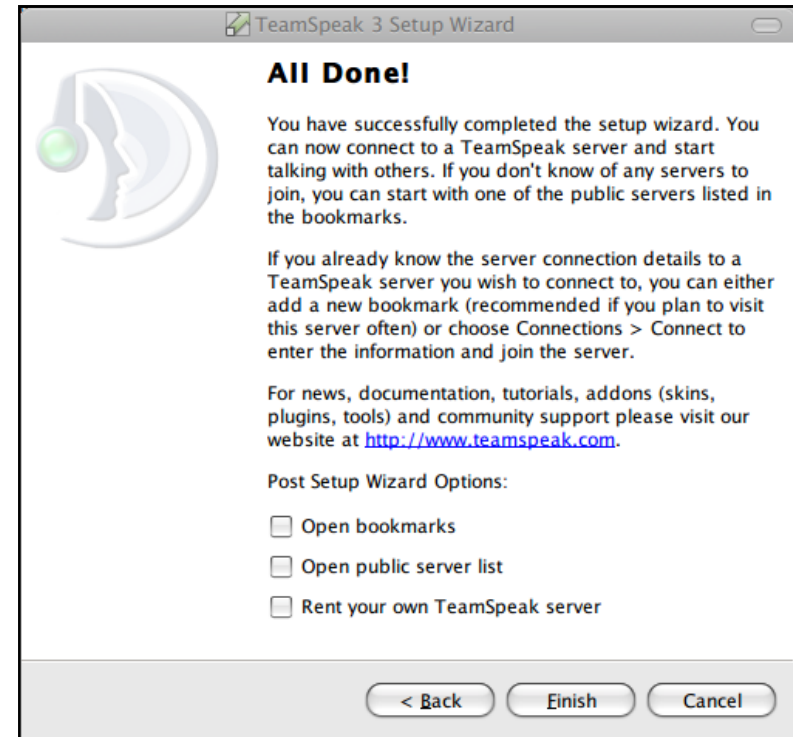 TeamSpeak 3 Setup Wizard
All Done!
You have successfully completed the setup wizard. You
can now connect to a TeamSpeak server and start
talking with others. If you don't know of any servers to
join, you can start with one of the public servers listed in
the bookmarks.
If you already know the server connection details to a
TeamSpeak server you wish to connect to, you can either
add a new bookmark (recommended if you plan to visit
this server often) or choose Connections > Connect to
enter the information and join the server.
For news, documentation, tutorials, addons (skins,
plugins, tools) and community support please visit our
website at http://www.teamspeak.com.
Post Setup Wizard Options:
Open bookmarks
Open public server list
Rent your own TeamSpeak server
< Back Finish Cancel